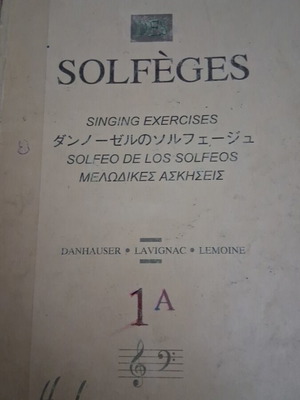 SOLFÈGES
SINGING EXERCISES
ダンノーゼルのソルフェージュ
SOLFEO DE LOS SOLFEOS
ΜΕΛΩΔΙΚΕΣ ΑΣΚΗΣΕΙΣ
DANHAUSER • LAVIGNAC • LEMOINE
1A